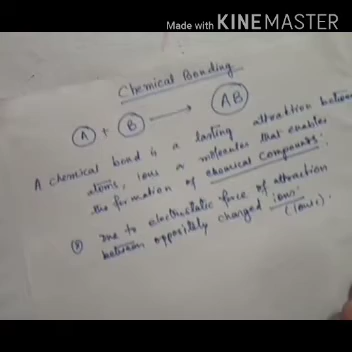 Made with KINEMASTER
Chemical Bonding
A + B → AB
A chemical bond is a lasting attraction between
atoms, ions or molecules that enables
the formation of chemical compounds.
due to electrostatic force of attraction
between oppositely charged ions.
(ionic).